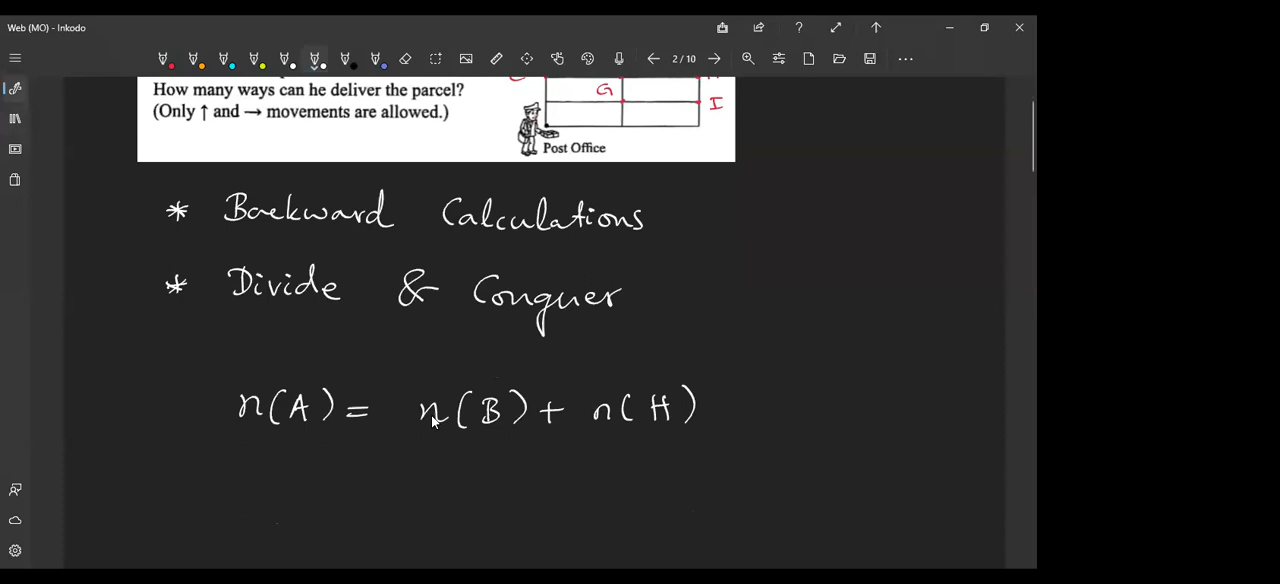 Web (MO) - Inkodo
2/10
How many ways can he deliver the parcel?
(Only ↑ and → movements are allowed.)
G
I
Post Office
* Backward Calculations
* Divide & Conquer
n(A) = n(B) + n(H)